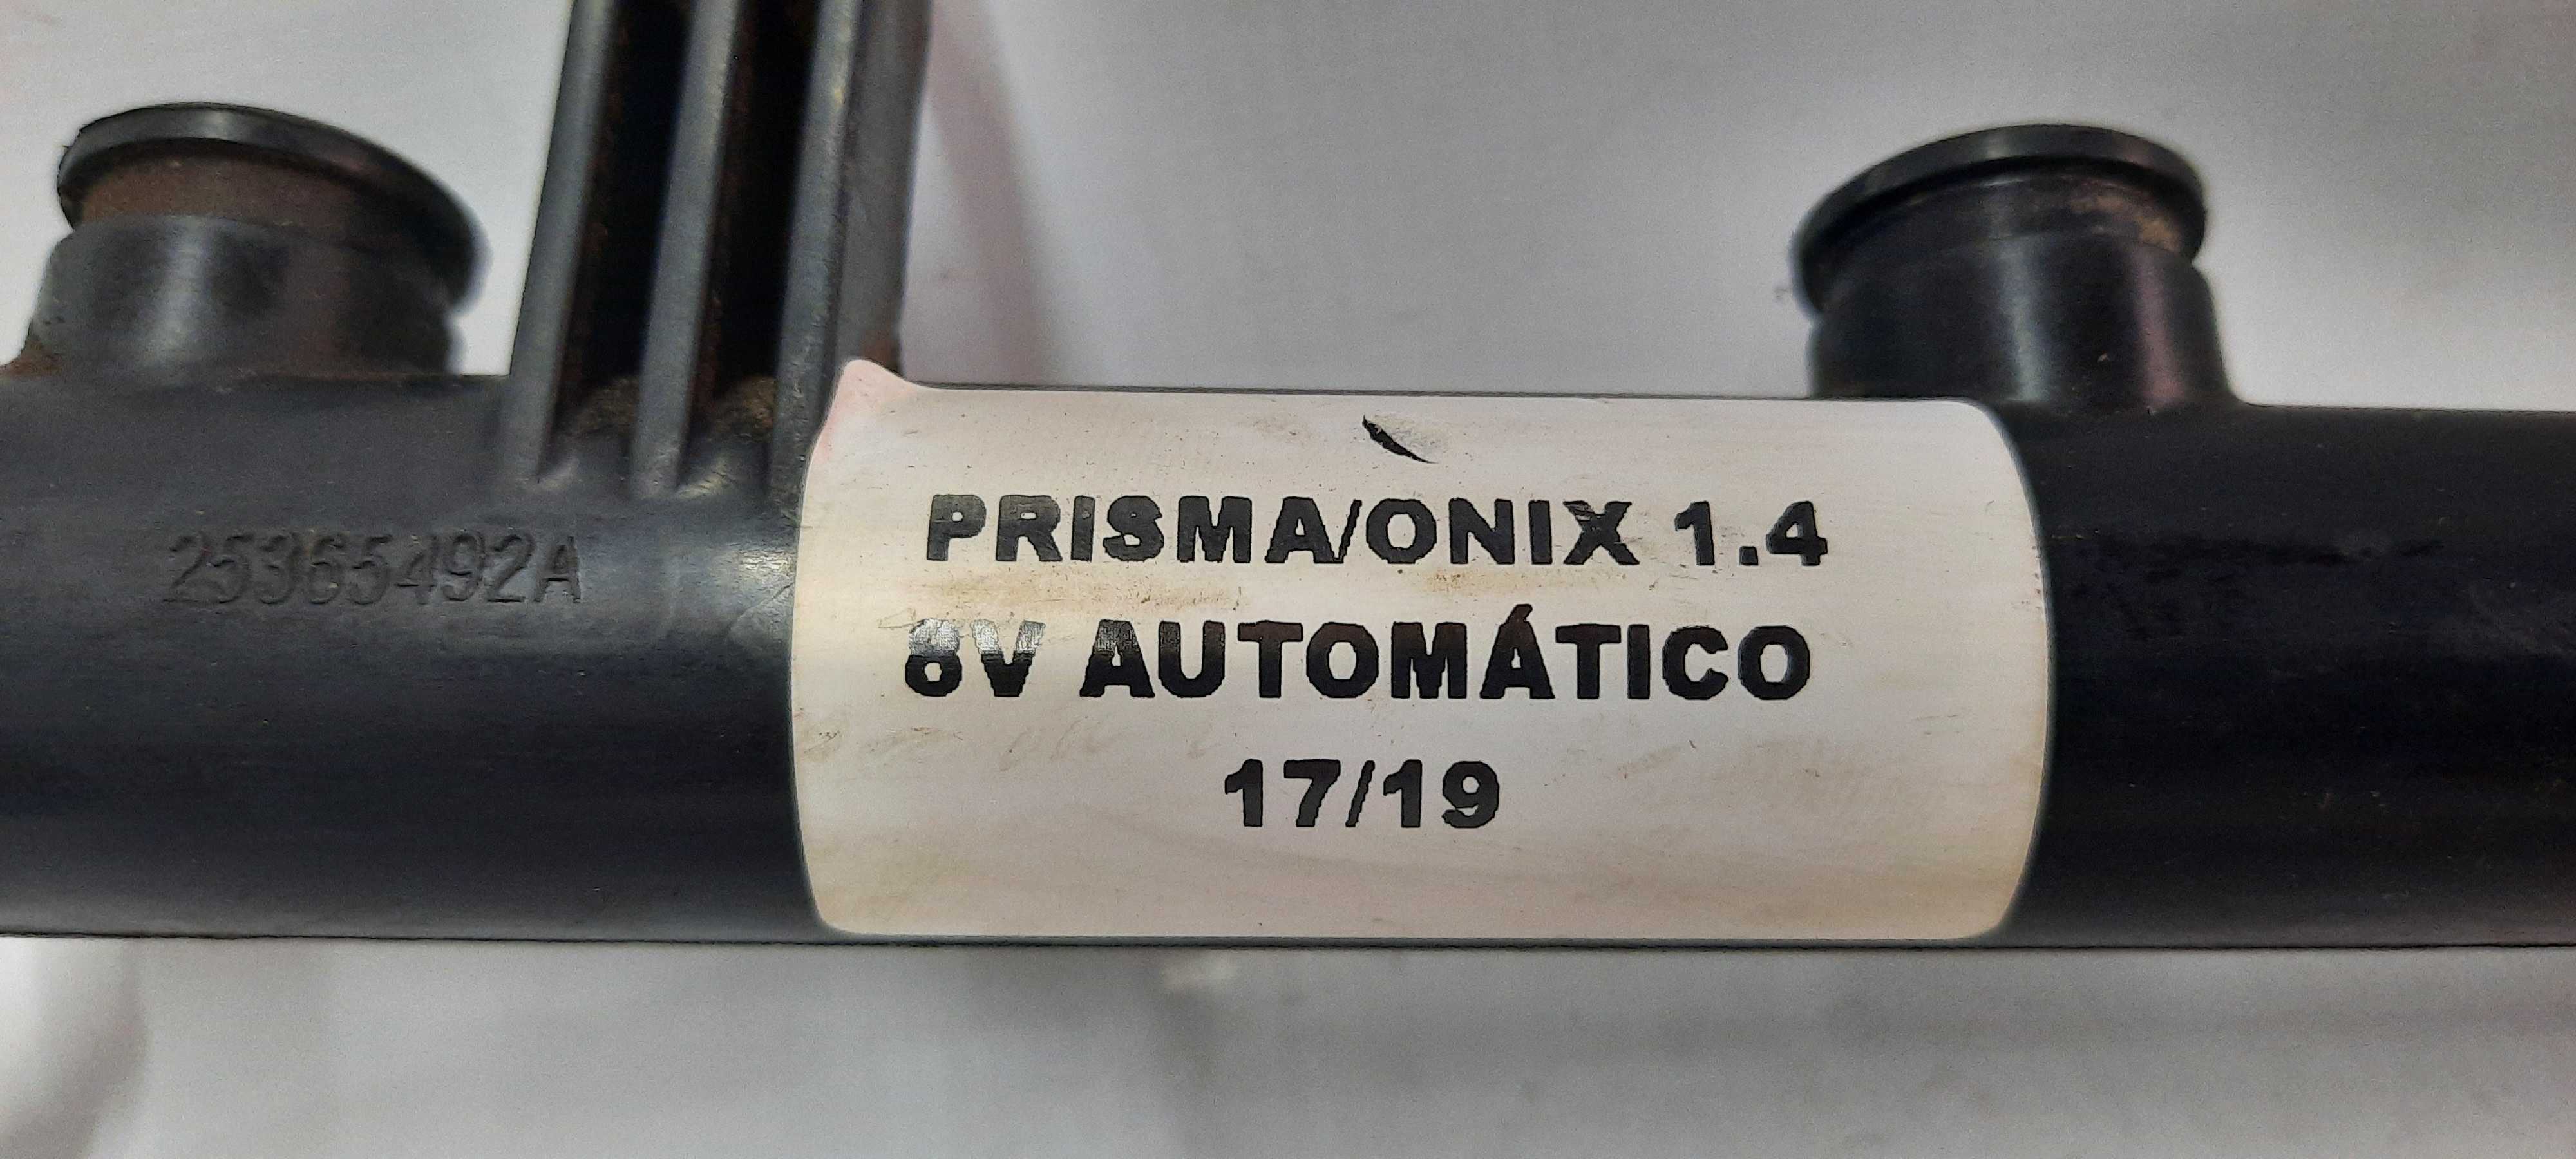 25365492A
PRISMA/ONIX 1.4
8V AUTOMÁTICO
17/19